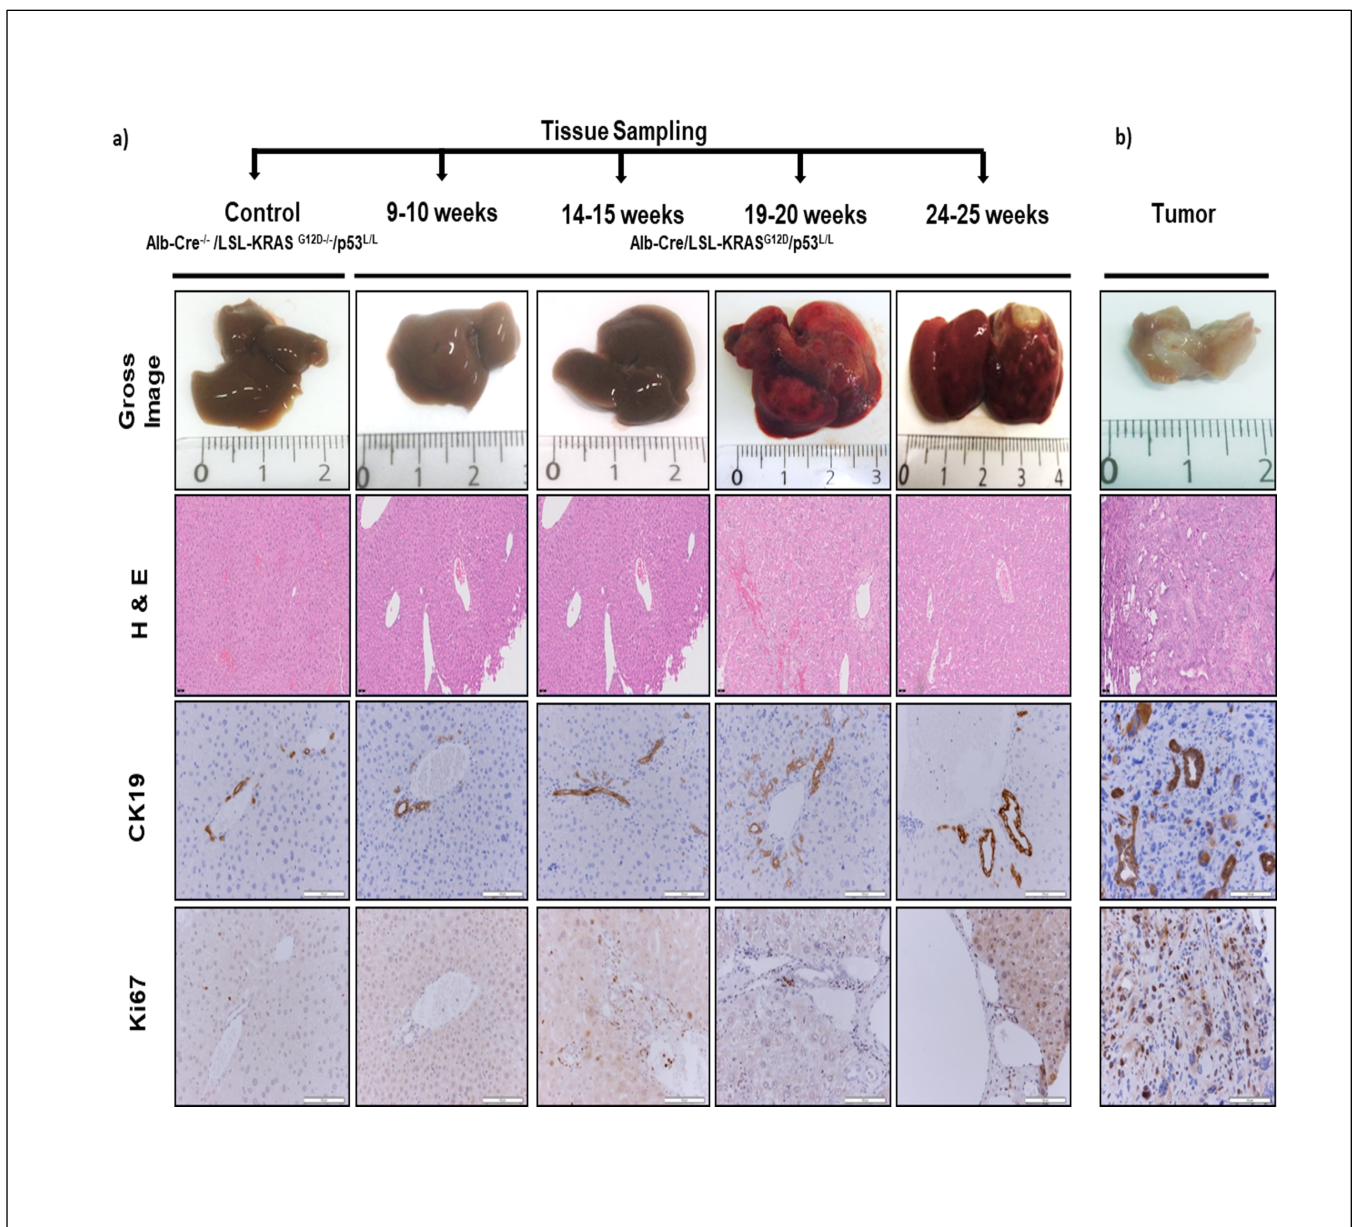 a)
Tissue Sampling
b)
Control
9-10 weeks
14-15 weeks
19-20 weeks
24-25 weeks
Tumor
Alb-Cre-/- /LSL-KRAS G12D-/-/p53L/L
Alb-Cre/LSL-KRASG12D/p53L/L
Gross
Image
0 1 2
0 1 2 3
0 1 2
0 1 2 3
0 1 2 3 4
0 1 2
H & E
CK19
Ki67